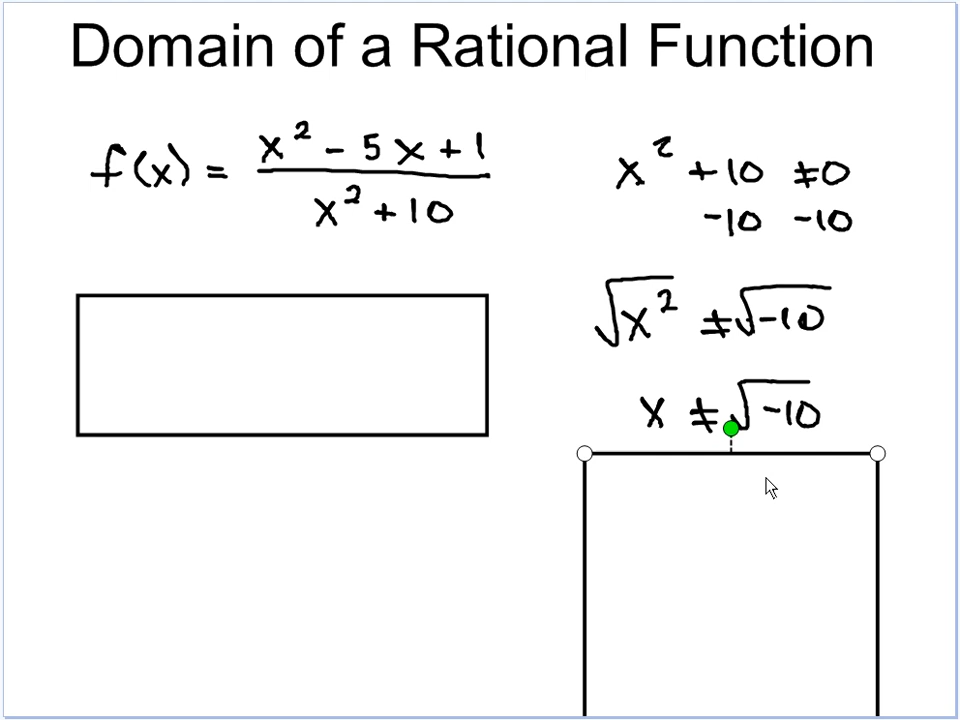 Domain of a Rational Function
f(x) = (x² - 5x + 1) / (x² + 10)
x² + 10 ≠ 0
-10 -10
√x² ≠ √-10
x ≠ √-10